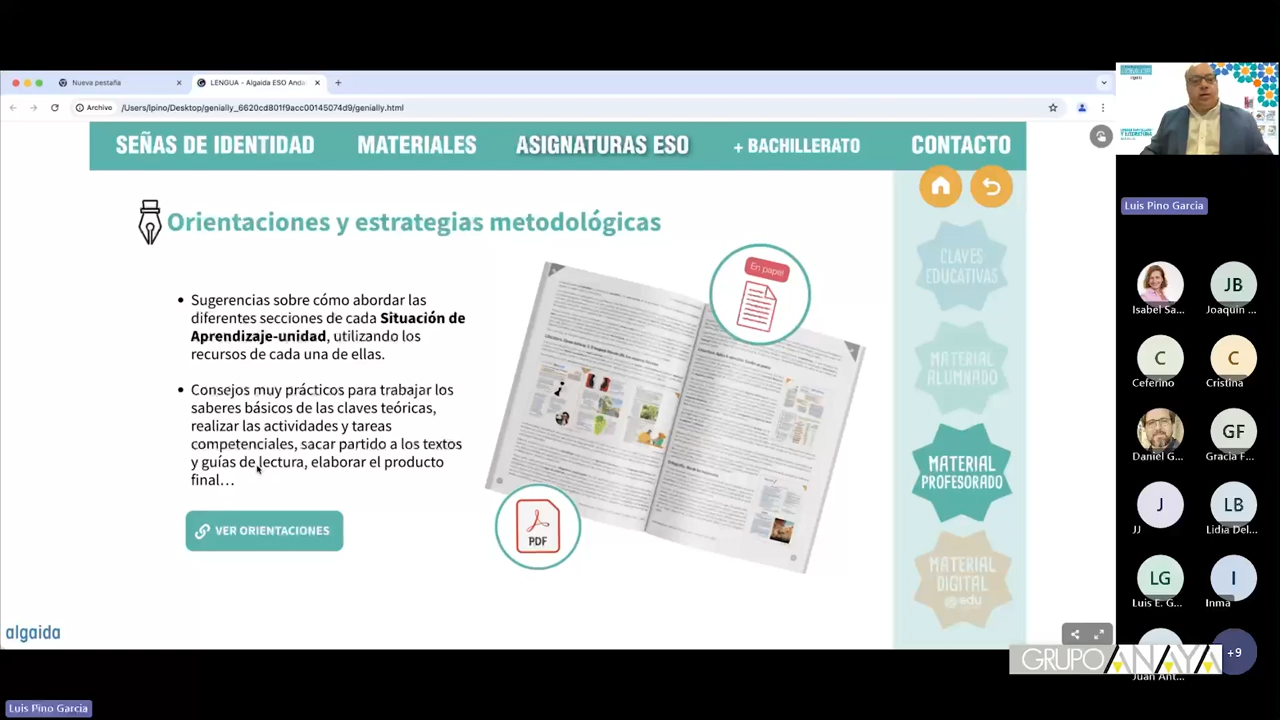 Nueva pestaña
LENGUA - Algaida ESO Anda
Archivo
/Users/lpino/Desktop/genially_6620cd801f9acc00145074d9/genially.html
SEÑAS DE IDENTIDAD
MATERIALES
ASIGNATURAS ESO
+ BACHILLERATO
CONTACTO
Orientaciones y estrategias metodológicas
• Sugerencias sobre cómo abordar las
diferentes secciones de cada Situación de
Aprendizaje-unidad, utilizando los
recursos de cada una de ellas.
• Consejos muy prácticos para trabajar los
saberes básicos de las claves teóricas,
realizar las actividades y tareas
competenciales, sacar partido a los textos
y guías de lectura, elaborar el producto
final…
VER ORIENTACIONES
En papel
PDF
CLAVES
EDUCATIVAS
MATERIAL
ALUMNADO
MATERIAL
PROFESORADO
MATERIAL
DIGITAL
edu
algaida
Luis Pino Garcia
Isabel Sa...
JB
Joaquín ...
C
Ceferino
C
Cristina
Daniel G...
GF
Gracia F...
J
JJ
LB
Lidia Del...
LG
Luis E. G...
I
Inma
Juan Ant...
+9
GRUPO ANAYA
Luis Pino Garcia